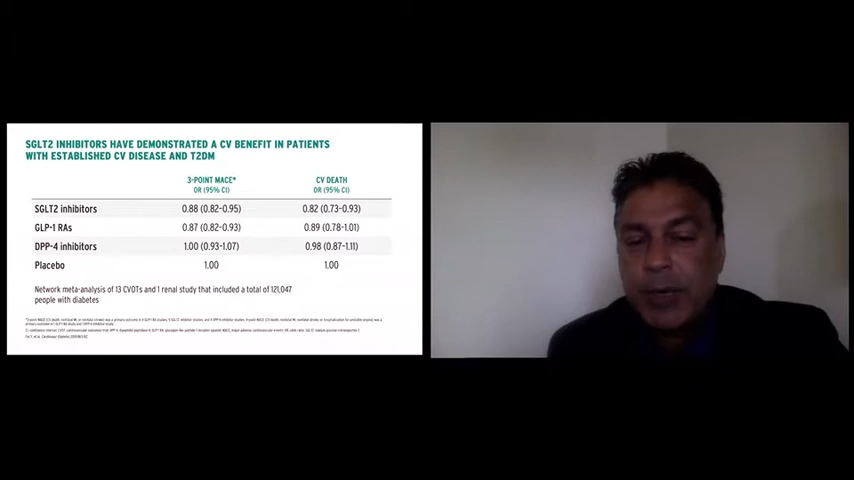 SGLT2 INHIBITORS HAVE DEMONSTRATED A CV BENEFIT IN PATIENTS
WITH ESTABLISHED CV DISEASE AND T2DM
3-POINT MACE* CV DEATH
OR (95% CI) OR (95% CI)
SGLT2 inhibitors 0.88 (0.82-0.95) 0.82 (0.73-0.93)
GLP-1 RAs 0.87 (0.82-0.93) 0.89 (0.78-1.01)
DPP-4 inhibitors 1.00 (0.93-1.07) 0.98 (0.87-1.11)
Placebo 1.00 1.00
Network meta-analysis of 13 CVOTs and 1 renal study that included a total of 121,047
people with diabetes